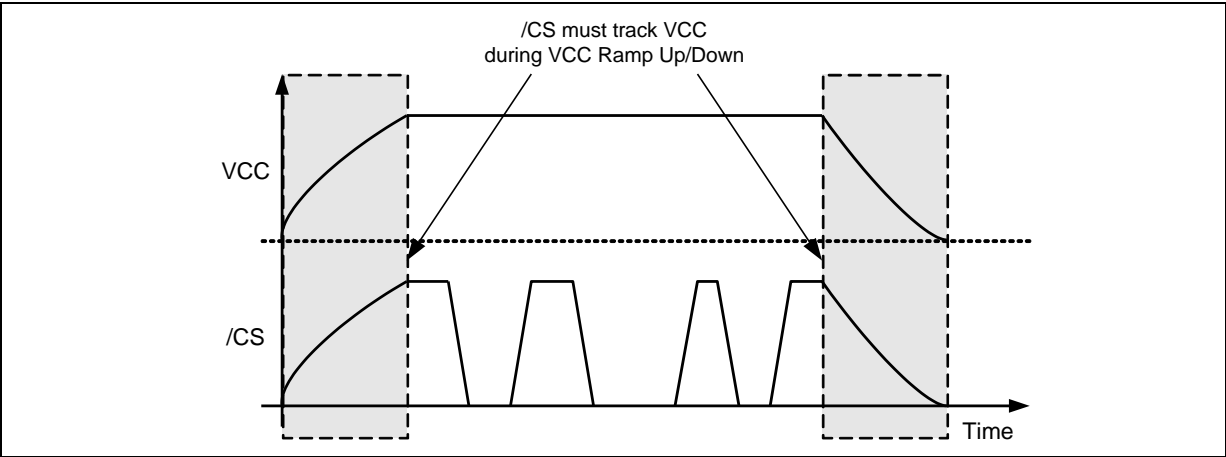 /CS must track VCC
during VCC Ramp Up/Down
VCC
/CS
Time